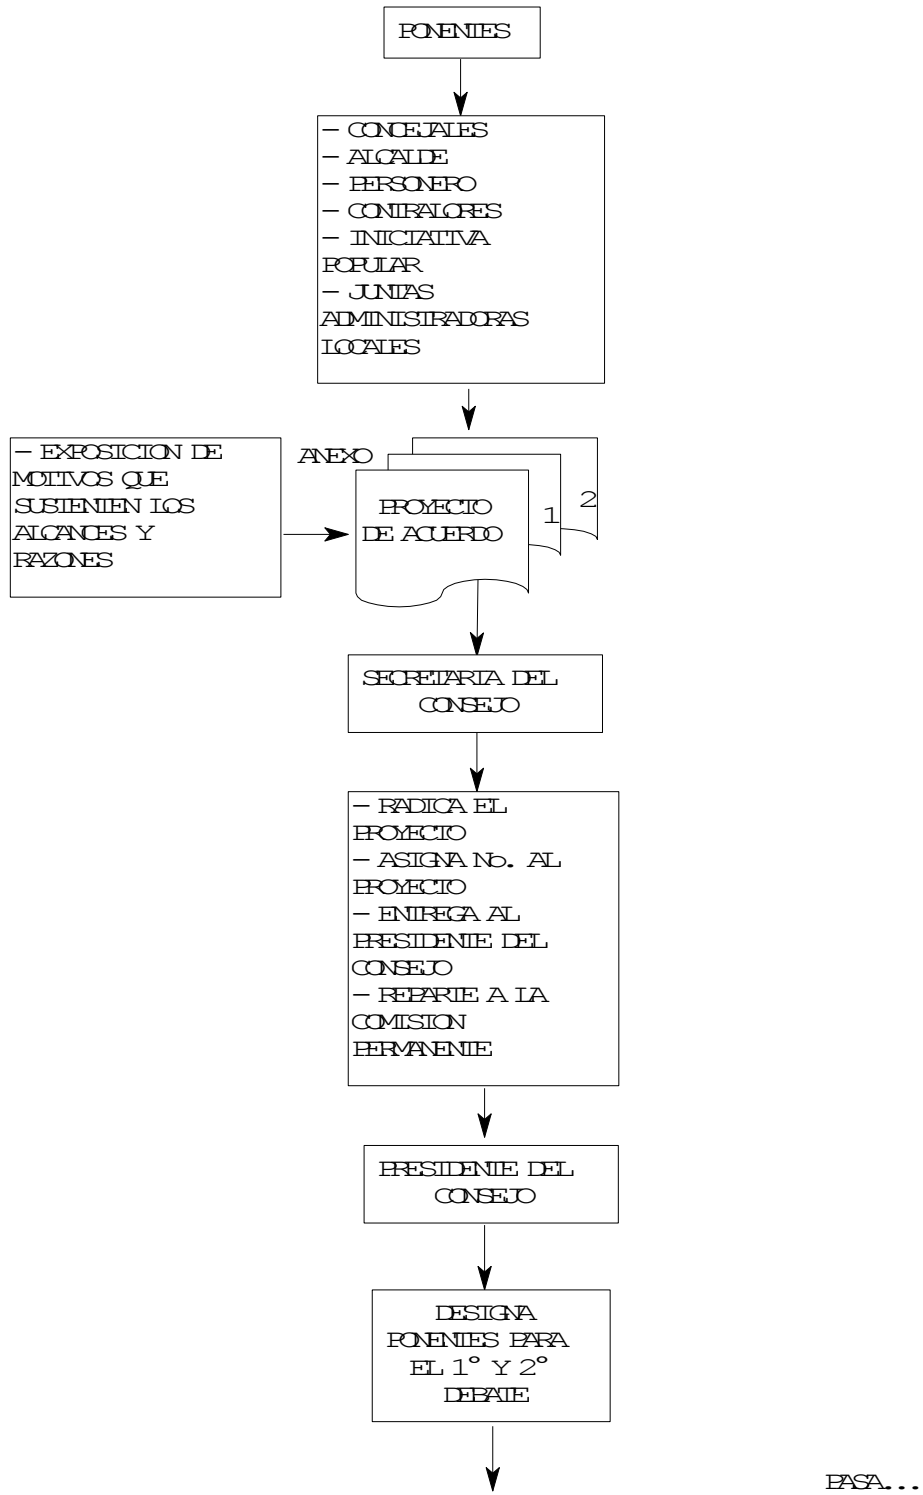 PONENTES
– CONCEJALES
– ALCALDE
– PERSONERO
– CONTRALORES
– INICIATIVA
POPULAR
– JUNTAS
ADMINISTRADORAS
LOCALES
– EXPOSICION DE
MOTIVOS QUE
SUSTENTEN LOS
ALCANCES Y
RAZONES
ANEXO
PROYECTO
DE ACUERDO
1
2
SECRETARIA DEL
CONSEJO
– RADICA EL
PROYECTO
– ASIGNA No. AL
PROYECTO
– ENTREGA AL
PRESIDENTE DEL
CONSEJO
– REPARTE A LA
COMISION
PERMANENTE
PRESIDENTE DEL
CONSEJO
DESIGNA
PONENTES PARA
EL 1° Y 2°
DEBATE
PASA...